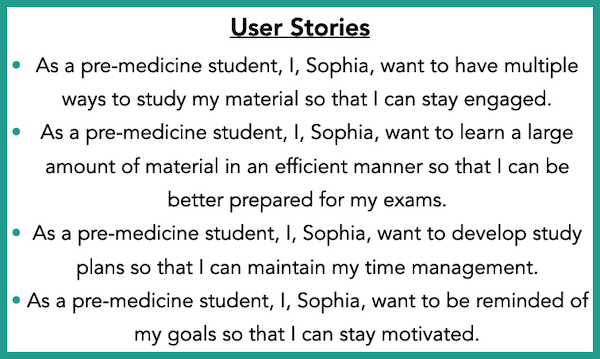 User Stories
• As a pre-medicine student, I, Sophia, want to have multiple
ways to study my material so that I can stay engaged.
• As a pre-medicine student, I, Sophia, want to learn a large
amount of material in an efficient manner so that I can be
better prepared for my exams.
• As a pre-medicine student, I, Sophia, want to develop study
plans so that I can maintain my time management.
• As a pre-medicine student, I, Sophia, want to be reminded of
my goals so that I can stay motivated.